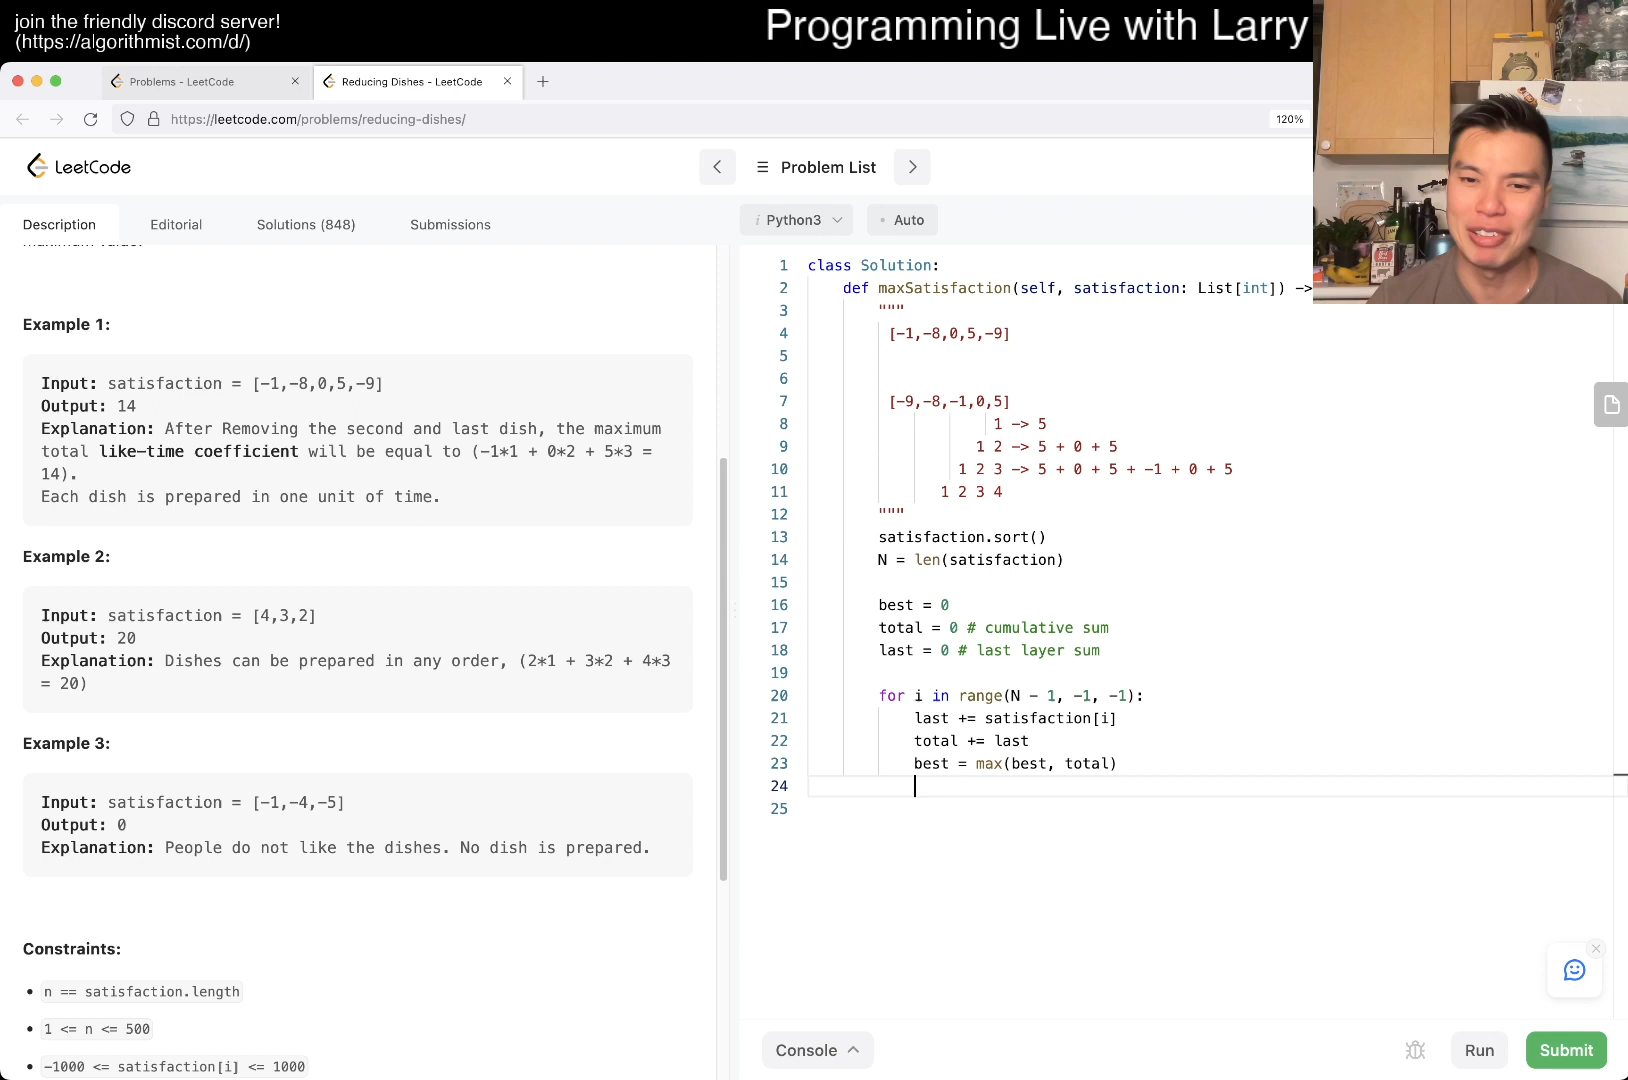 join the friendly discord server!
(https://algorithmist.com/d/)
Programming Live with Larry
Problems - LeetCode
Reducing Dishes - LeetCode
https://leetcode.com/problems/reducing-dishes/
120%
LeetCode
Problem List
Description
Editorial
Solutions (848)
Submissions
i Python3
Auto
Example 1:
Input: satisfaction = [-1,-8,0,5,-9]
Output: 14
Explanation: After Removing the second and last dish, the maximum
total like-time coefficient will be equal to (-1*1 + 0*2 + 5*3 =
14).
Each dish is prepared in one unit of time.
Example 2:
Input: satisfaction = [4,3,2]
Output: 20
Explanation: Dishes can be prepared in any order, (2*1 + 3*2 + 4*3
= 20)
Example 3:
Input: satisfaction = [-1,-4,-5]
Output: 0
Explanation: People do not like the dishes. No dish is prepared.
Constraints:
• n == satisfaction.length
• 1 <= n <= 500
• -1000 <= satisfaction[i] <= 1000
1 class Solution:
2 def maxSatisfaction(self, satisfaction: List[int]) ->
3 """
4 [-1,-8,0,5,-9]
5
6
7 [-9,-8,-1,0,5]
8 1 -> 5
9 1 2 -> 5 + 0 + 5
10 1 2 3 -> 5 + 0 + 5 + -1 + 0 + 5
11 1 2 3 4
12 """
13 satisfaction.sort()
14 N = len(satisfaction)
15
16 best = 0
17 total = 0 # cumulative sum
18 last = 0 # last layer sum
19
20 for i in range(N - 1, -1, -1):
21 last += satisfaction[i]
22 total += last
23 best = max(best, total)
24
25
Console
Run
Submit